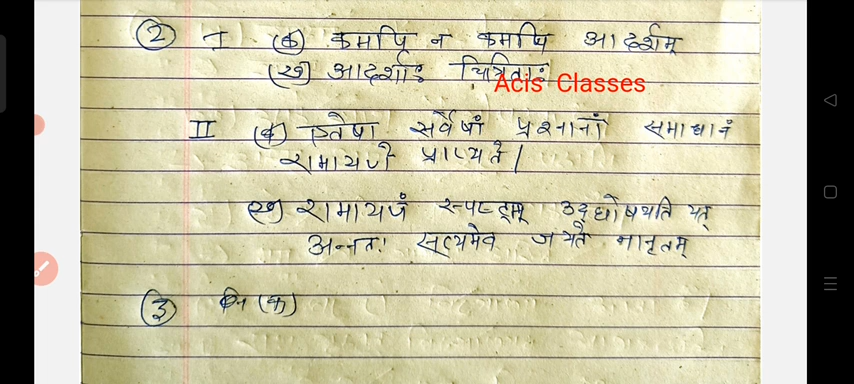 ② I (क) कमपि न कमपि आदर्शम्
(ख) आदर्शाः चित्रिताः
Acis Classes
II (क) एतेषा सर्वेषां प्रश्नानां समाधानं
रामायणे प्राप्यते।
(ख) रामायणं स्पष्टम् उद्घोषयति यत्
अन्ततः सत्यमेव जयते नानृतम्
③ (क)